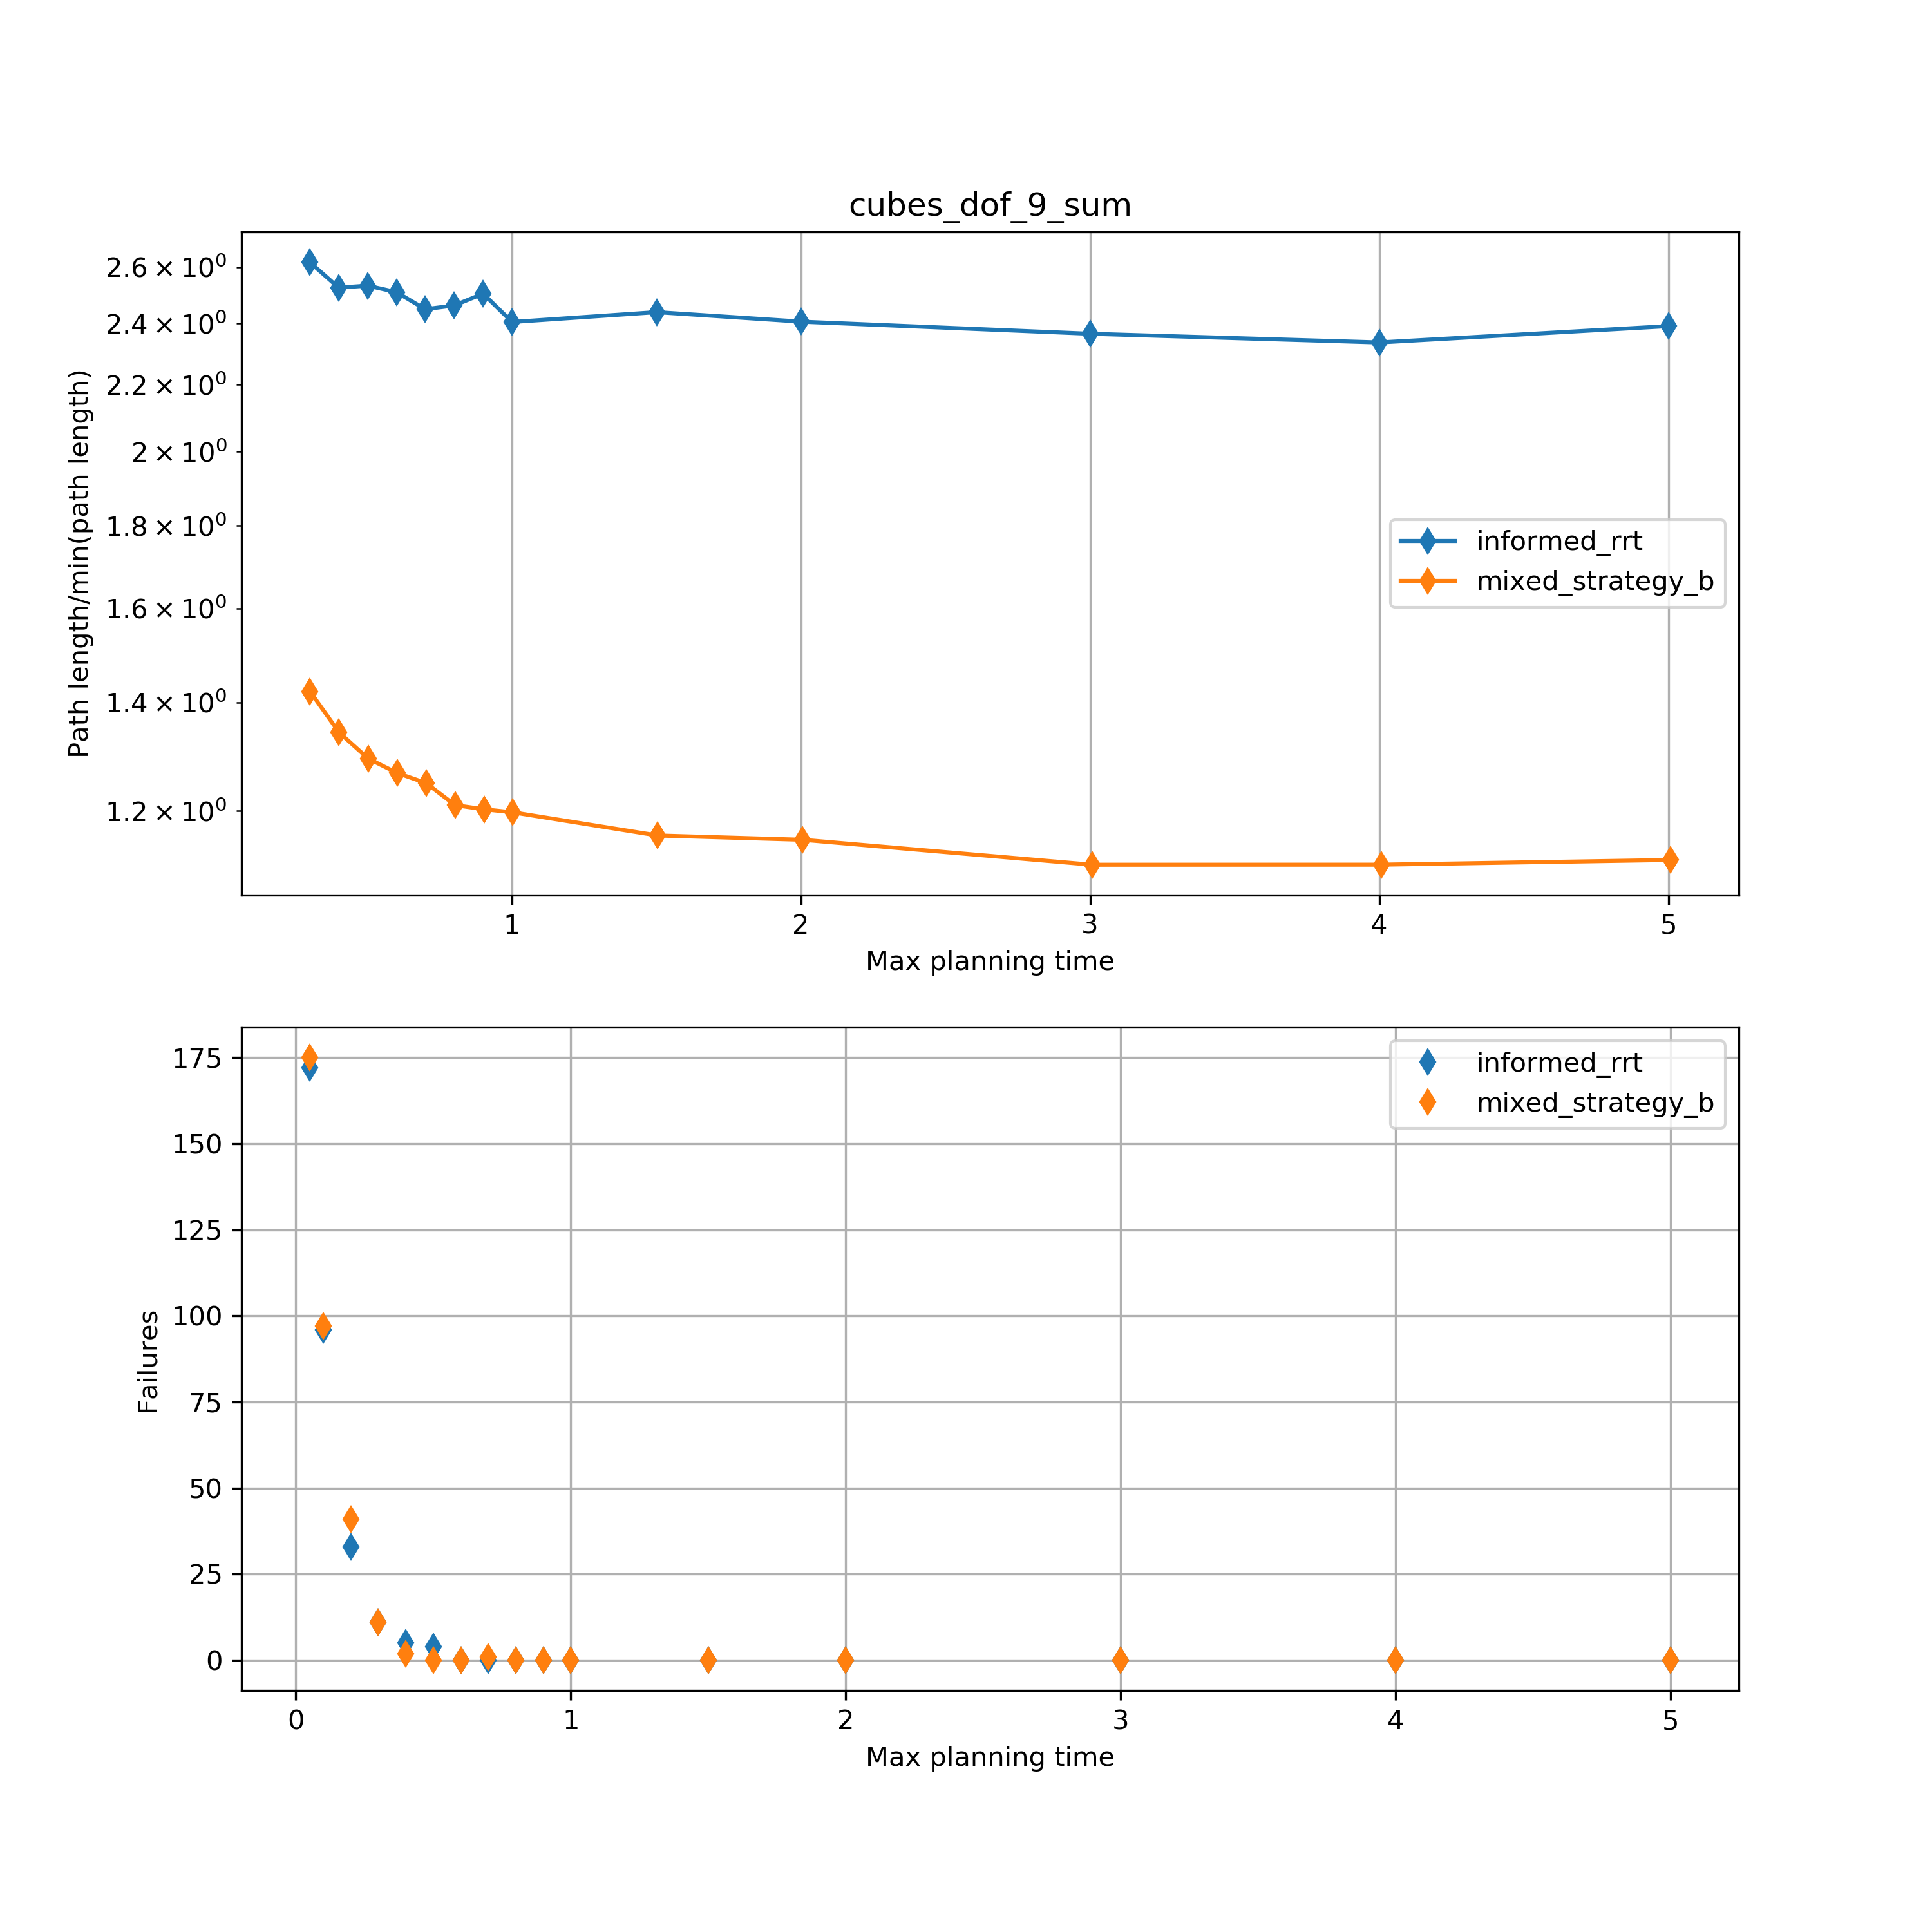 cubes_dof_9_sum
2.6 × 10⁰
2.4 × 10⁰
2.2 × 10⁰
2 × 10⁰
1.8 × 10⁰
1.6 × 10⁰
1.4 × 10⁰
1.2 × 10⁰
Path length/min(path length)
informed_rrt
mixed_strategy_b
1 2 3 4 5
Max planning time
175
150
125
100
75
50
25
0
Failures
informed_rrt
mixed_strategy_b
0 1 2 3 4 5
Max planning time